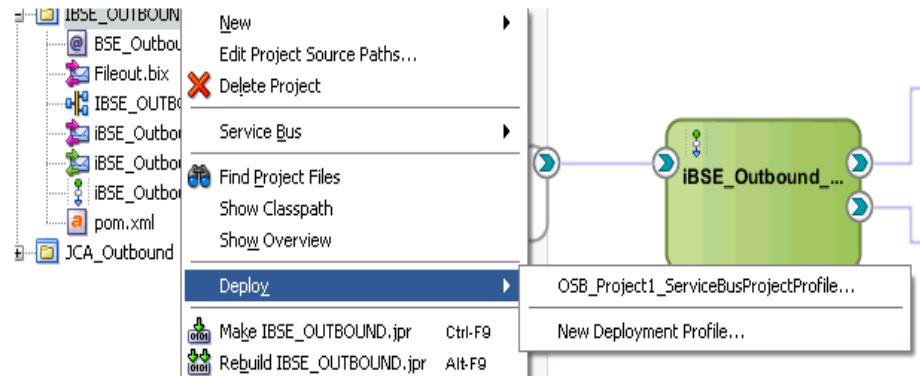 IBSE_OUTBOUN
BSE_Outbou
Fileout.bix
IBSE_OUTBO
iBSE_Outbo
iBSE_Outbo
iBSE_Outbo
pom.xml
JCA_Outbound
New
Edit Project Source Paths...
Delete Project
Service Bus
Find Project Files
Show Classpath
Show Overview
Deploy
Make IBSE_OUTBOUND.jpr Ctrl-F9
Rebuild IBSE_OUTBOUND.jpr Alt-F9
OSB_Project1_ServiceBusProjectProfile...
New Deployment Profile...
iBSE_Outbound_...